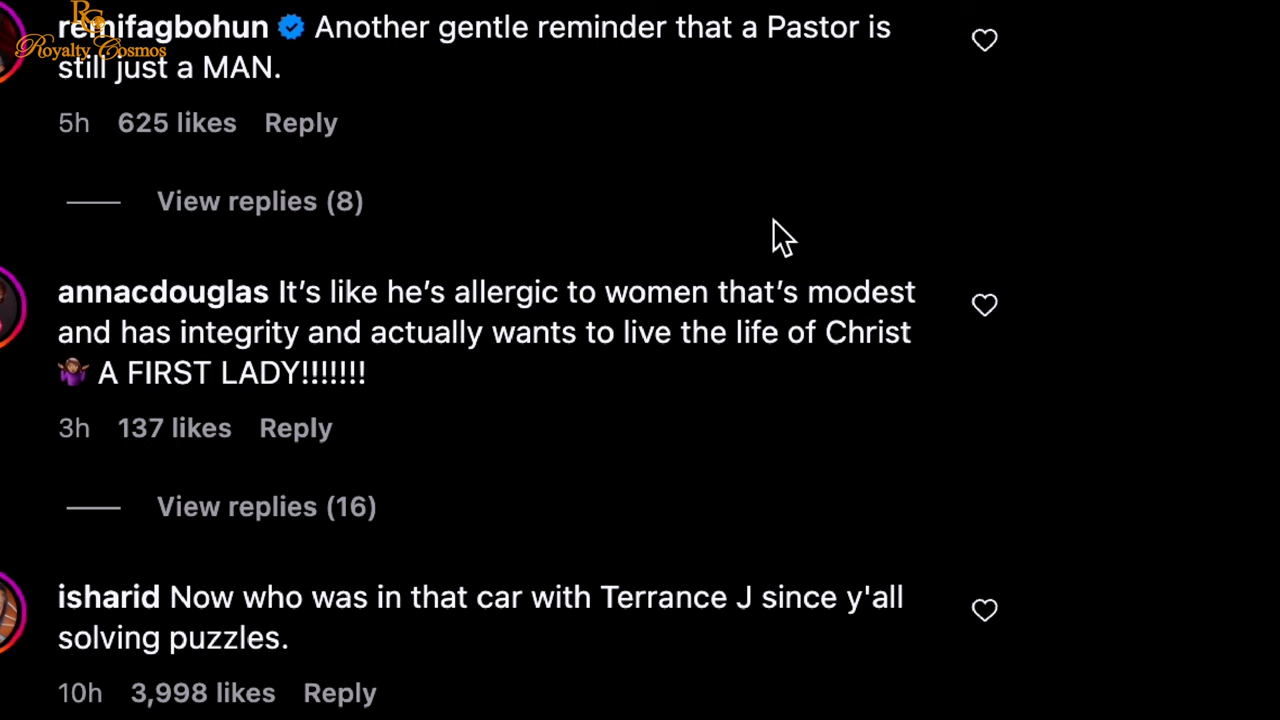 RC
Royalty Cosmos
remifagbohun Another gentle reminder that a Pastor is
still just a MAN.
5h 625 likes Reply
View replies (8)
annacdouglas It’s like he’s allergic to women that’s modest
and has integrity and actually wants to live the life of Christ
🤷🏽‍♀️ A FIRST LADY!!!!!!!
3h 137 likes Reply
View replies (16)
isharid Now who was in that car with Terrance J since y'all
solving puzzles.
10h 3,998 likes Reply